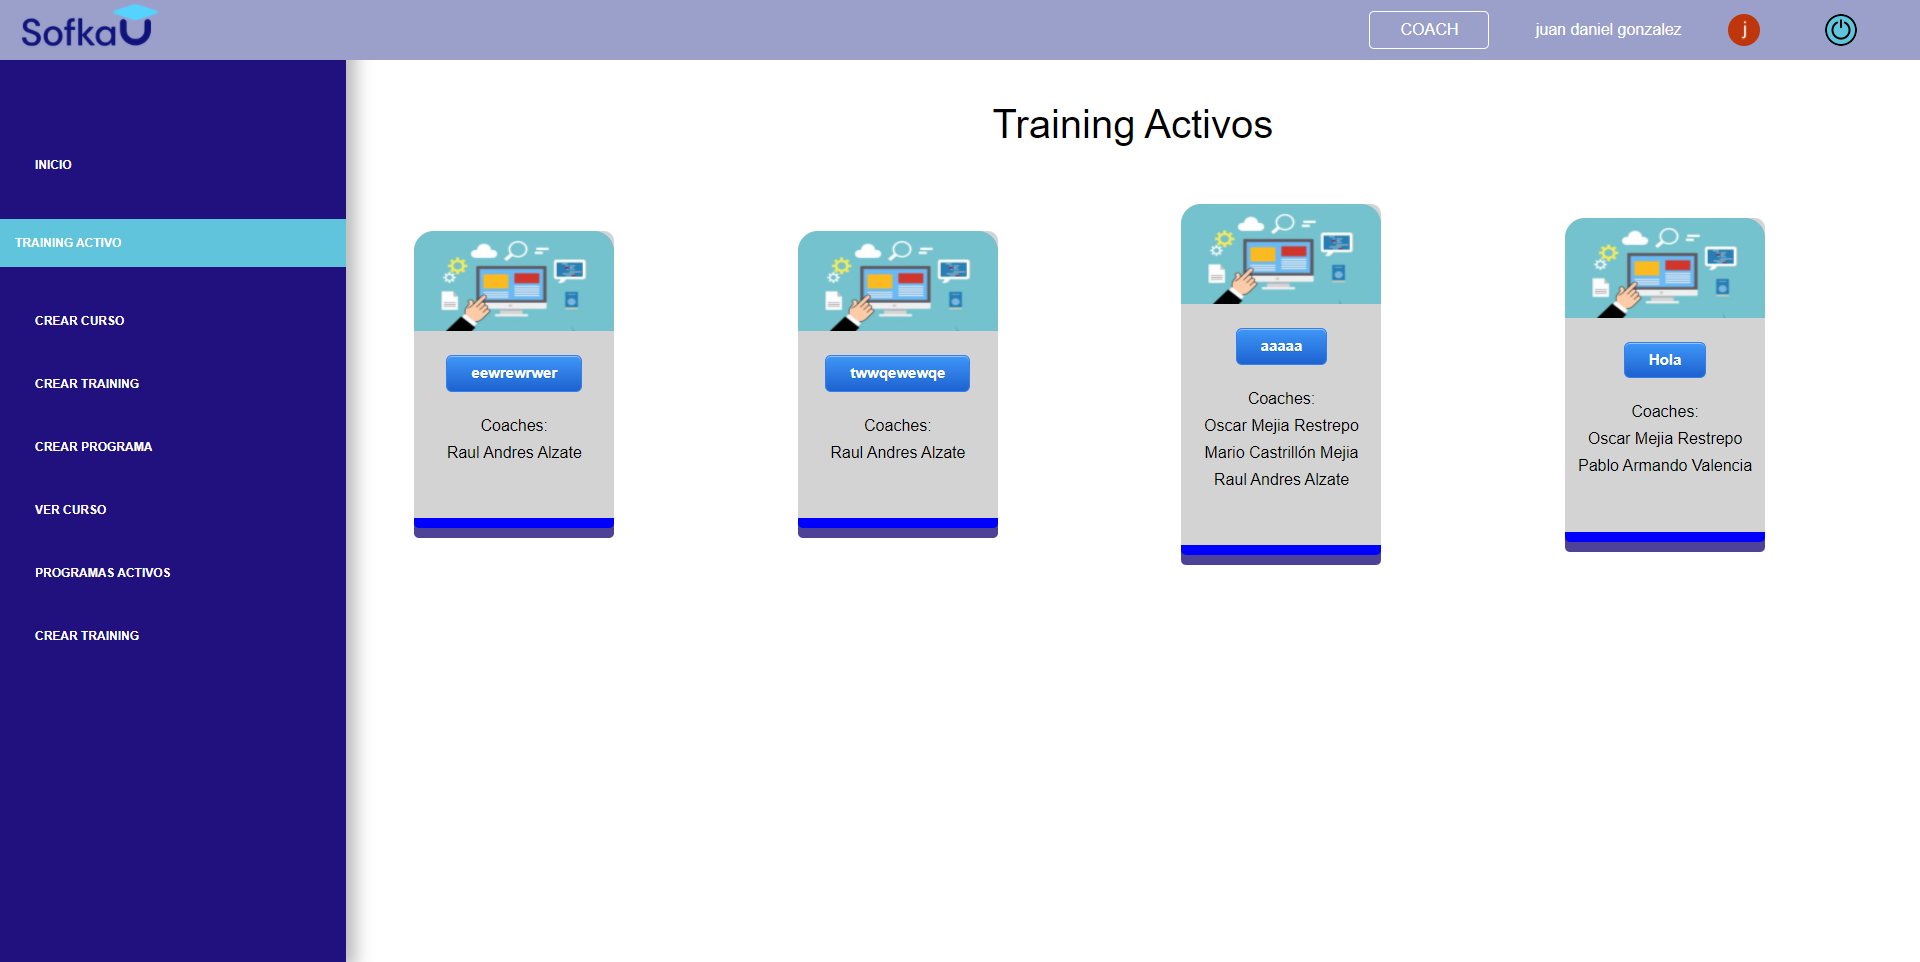 SofkaU
COACH
juan daniel gonzalez
j
INICIO
TRAINING ACTIVO
CREAR CURSO
CREAR TRAINING
CREAR PROGRAMA
VER CURSO
PROGRAMAS ACTIVOS
CREAR TRAINING
Training Activos
eewrewrwer
Coaches:
Raul Andres Alzate
twwqewewqe
Coaches:
Raul Andres Alzate
aaaaa
Coaches:
Oscar Mejia Restrepo
Mario Castrillón Mejia
Raul Andres Alzate
Hola
Coaches:
Oscar Mejia Restrepo
Pablo Armando Valencia